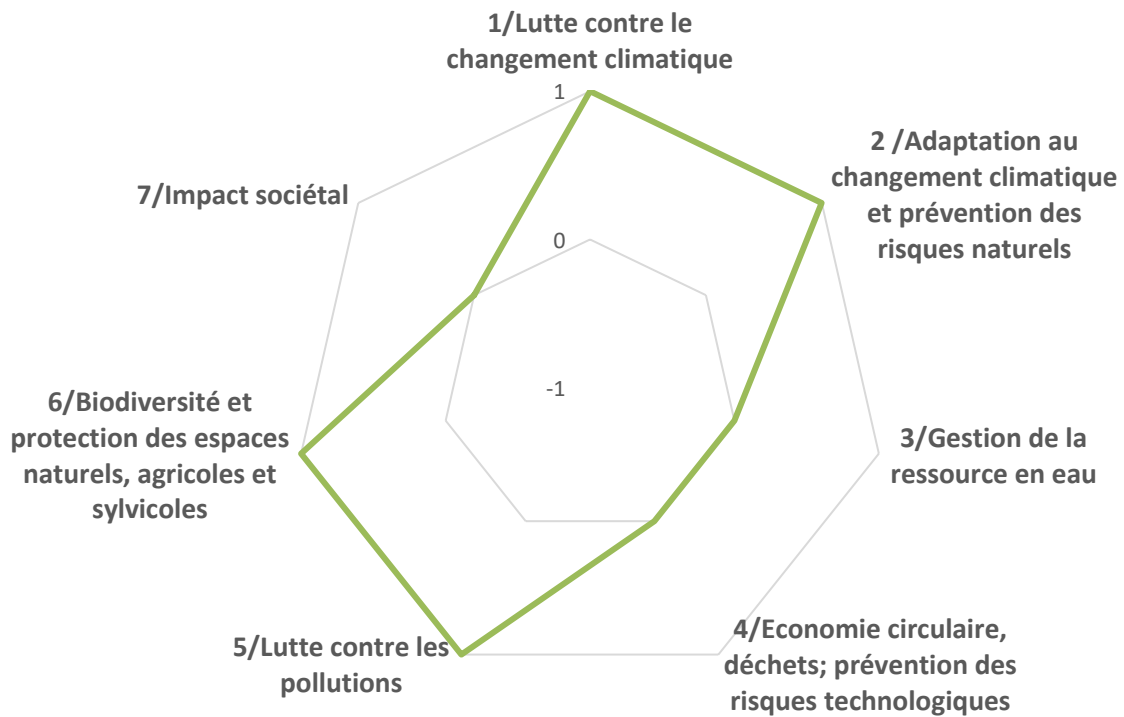 1/Lutte contre le
changement climatique
1
2 /Adaptation au
changement climatique
et prévention des
risques naturels
7/Impact sociétal
0
-1
6/Biodiversité et
protection des espaces
naturels, agricoles et
sylvicoles
3/Gestion de la
ressource en eau
5/Lutte contre les
pollutions
4/Economie circulaire,
déchets; prévention des
risques technologiques